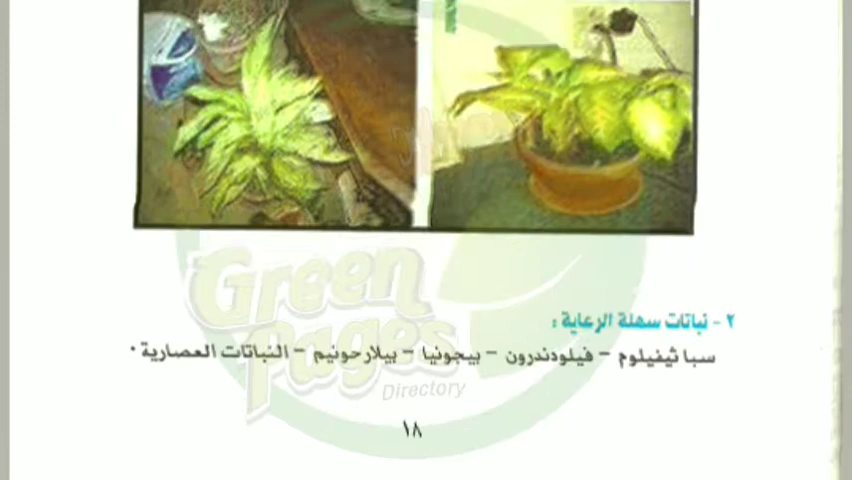 ٢ - نباتات سهلة الرعاية :
سبا ثيفيلوم - فيلودندرون - بيجونيا - بيلارجونيم - النباتات العصارية .
Green
Pages
Directory
١٨